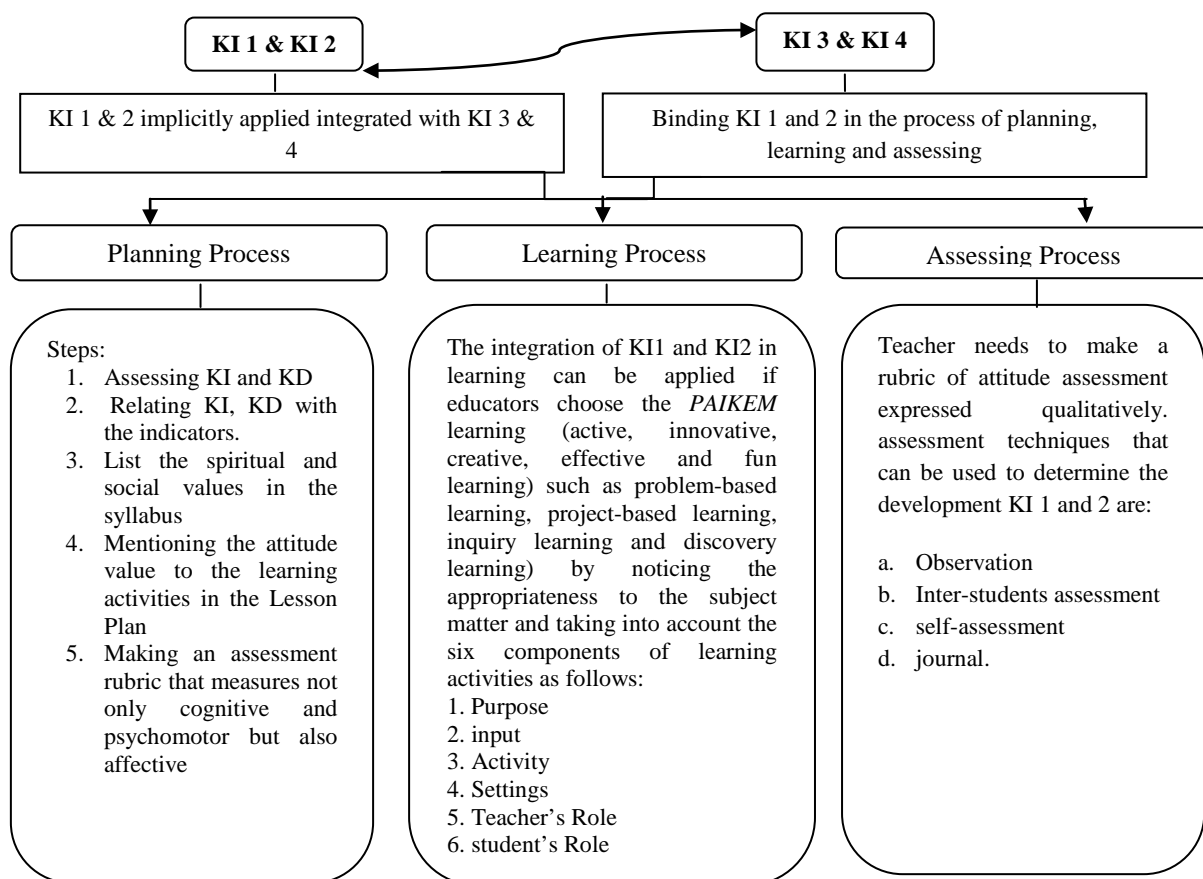 KI 1 & KI 2
KI 3 & KI 4
KI 1 & 2 implicitly applied integrated with KI 3 &
4
Binding KI 1 and 2 in the process of planning,
learning and assessing
Planning Process
Learning Process
Assessing Process
Steps:
1. Assessing KI and KD
2. Relating KI, KD with
the indicators.
3. List the spiritual and
social values in the
syllabus
4. Mentioning the attitude
value to the learning
activities in the Lesson
Plan
5. Making an assessment
rubric that measures not
only cognitive and
psychomotor but also
affective
The integration of KI1 and KI2 in
learning can be applied if
educators choose the PAIKEM
learning (active, innovative,
creative, effective and fun
learning) such as problem-based
learning, project-based learning,
inquiry learning and discovery
learning) by noticing the
appropriateness to the subject
matter and taking into account the
six components of learning
activities as follows:
1. Purpose
2. input
3. Activity
4. Settings
5. Teacher's Role
6. student's Role
Teacher needs to make a
rubric of attitude assessment
expressed qualitatively.
assessment techniques that
can be used to determine the
development KI 1 and 2 are:
a. Observation
b. Inter-students assessment
c. self-assessment
d. journal.